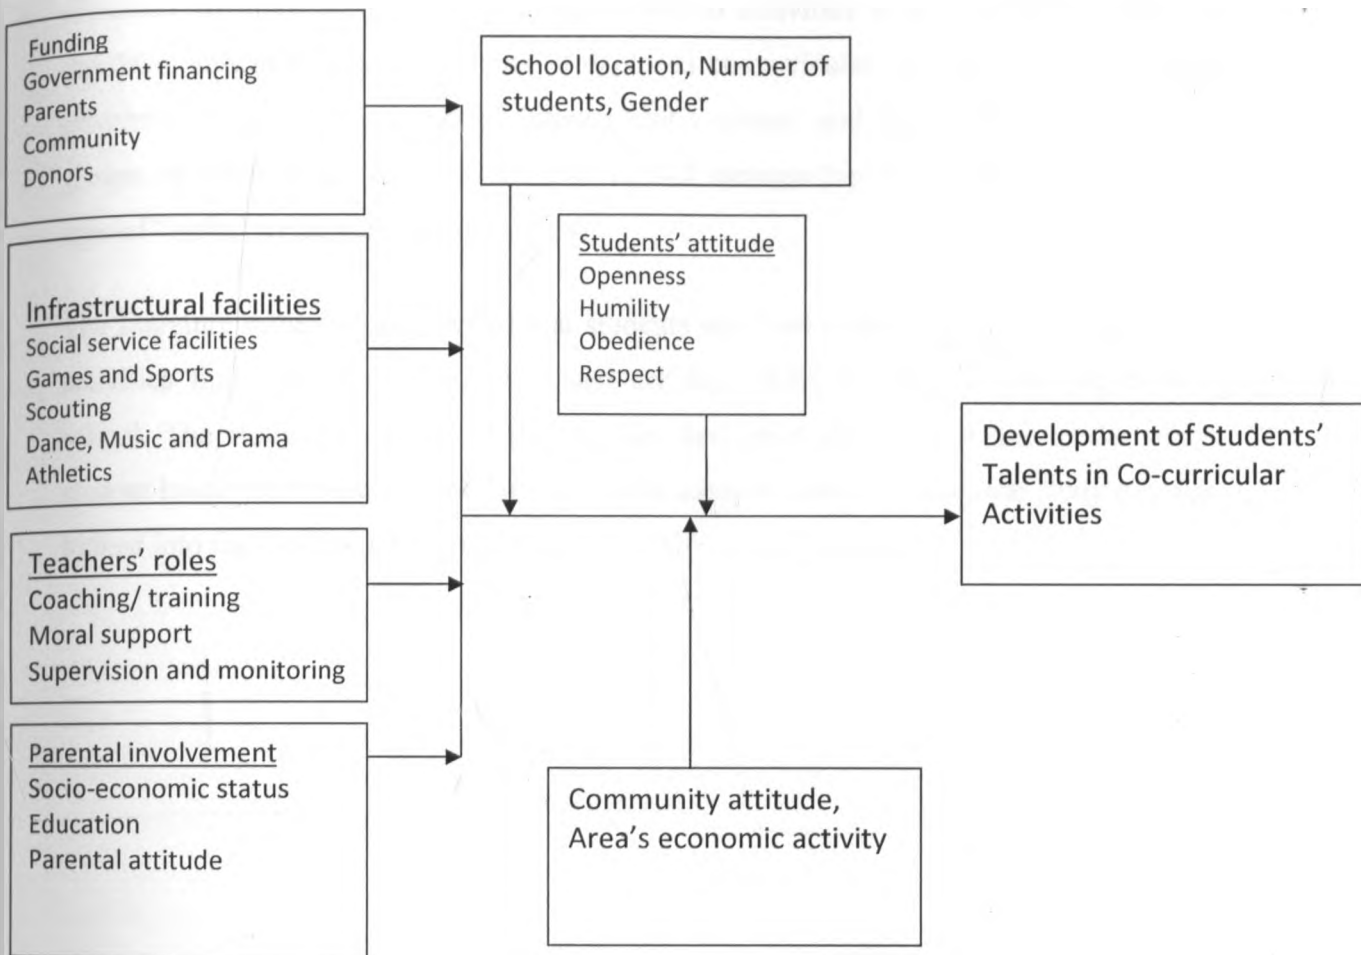 Funding
Government financing
Parents
Community
Donors
Infrastructural facilities
Social service facilities
Games and Sports
Scouting
Dance, Music and Drama
Athletics
Teachers’ roles
Coaching/ training
Moral support
Supervision and monitoring
Parental involvement
Socio-economic status
Education
Parental attitude
School location, Number of
students, Gender
Students’ attitude
Openness
Humility
Obedience
Respect
Community attitude,
Area’s economic activity
Development of Students’
Talents in Co-curricular
Activities